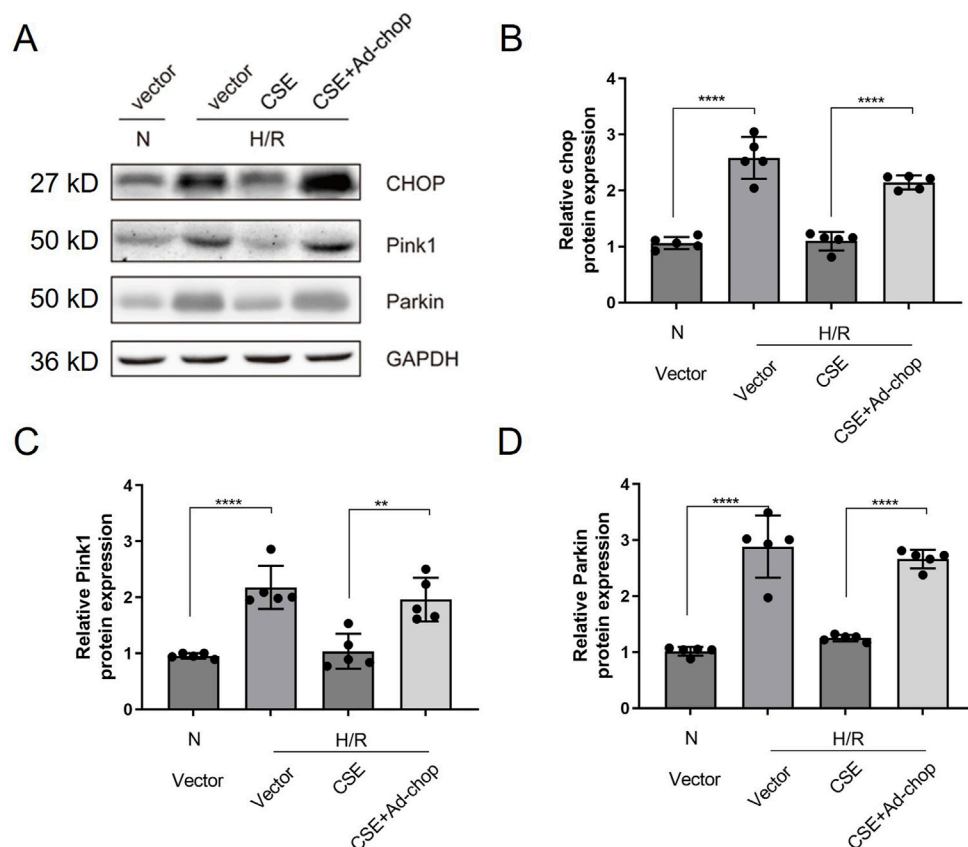 A
vector
vector
CSE
CSE+Ad-chop
N
H/R
27 kD
CHOP
50 kD
Pink1
50 kD
Parkin
36 kD
GAPDH
B
Relative chop
protein expression
4
3
2
1
0
****
****
N
H/R
Vector
Vector
CSE
CSE+Ad-chop
C
Relative Pink1
protein expression
4
3
2
1
0
****
**
N
H/R
Vector
Vector
CSE
CSE+Ad-chop
D
Relative Parkin
protein expression
4
3
2
1
0
****
****
N
H/R
Vector
Vector
CSE
CSE+Ad-chop